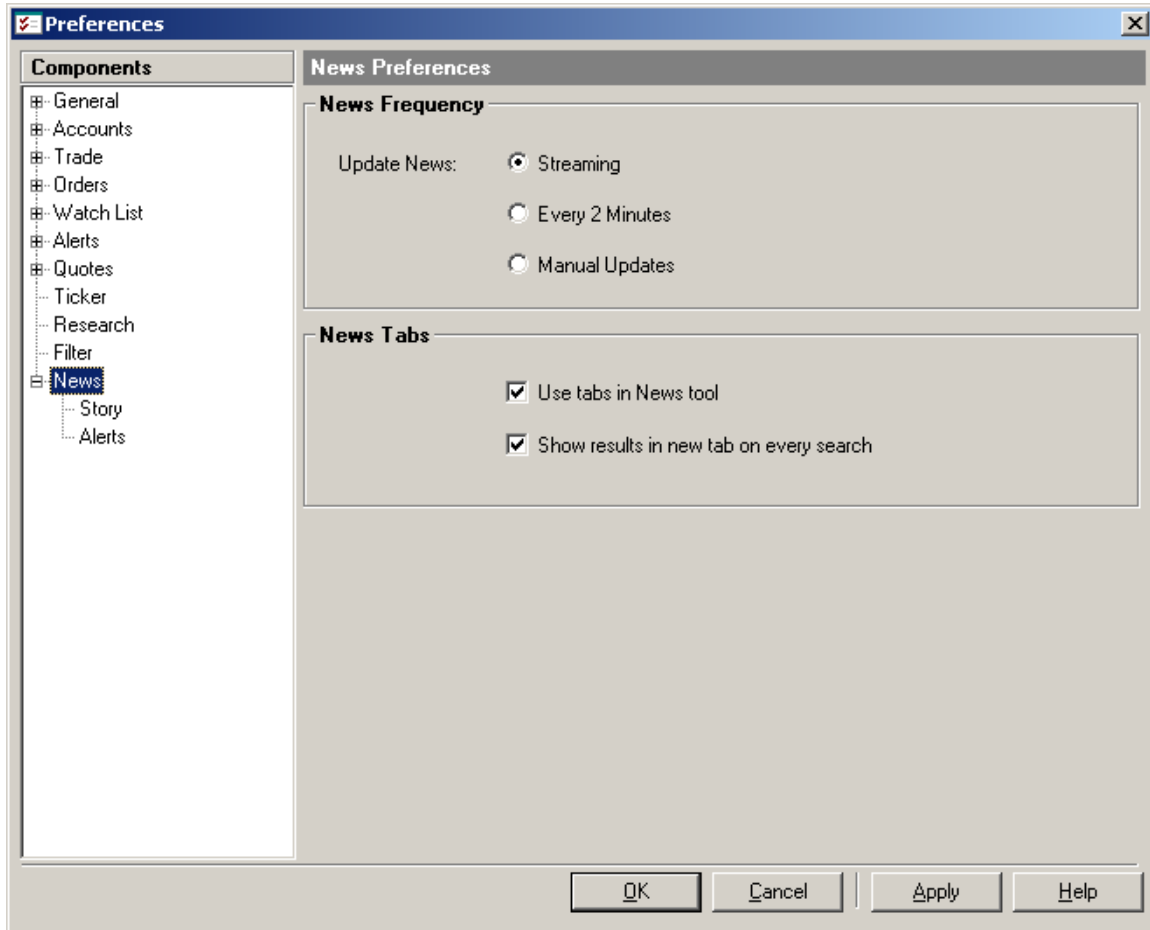 Preferences
Components
General
Accounts
Trade
Orders
Watch List
Alerts
Quotes
Ticker
Research
Filter
News
Story
Alerts
News Preferences
News Frequency
Update News:
Streaming
Every 2 Minutes
Manual Updates
News Tabs
Use tabs in News tool
Show results in new tab on every search
OK
Cancel
Apply
Help